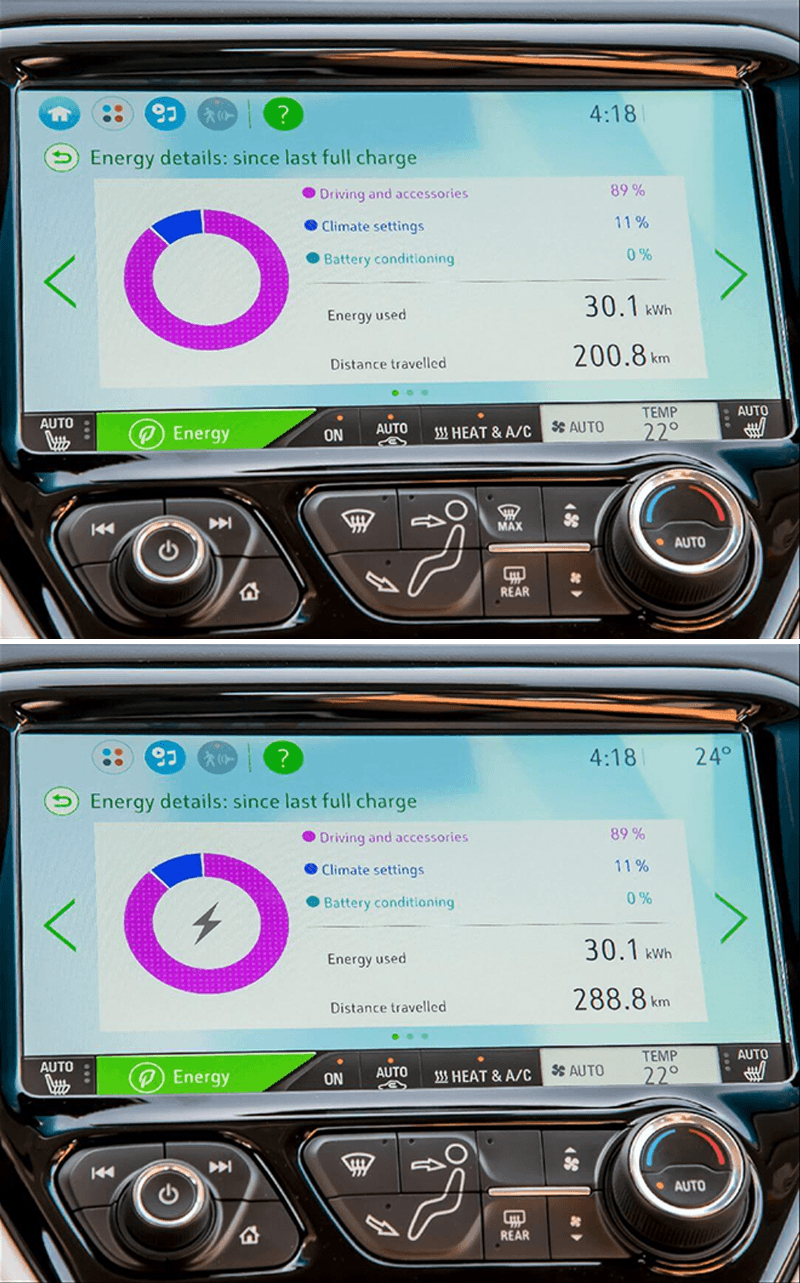 ? 4:18
Energy details: since last full charge
Driving and accessories 89 %
Climate settings 11 %
Battery conditioning 0 %
Energy used 30.1 kWh
Distance travelled 200.8 km
AUTO Energy ON AUTO HEAT & A/C AUTO TEMP 22° AUTO
MAX
AUTO
REAR
? 4:18 24°
Energy details: since last full charge
Driving and accessories 89 %
Climate settings 11 %
Battery conditioning 0 %
Energy used 30.1 kWh
Distance travelled 288.8 km
AUTO Energy ON AUTO HEAT & A/C AUTO TEMP 22° AUTO
AUTO
REAR